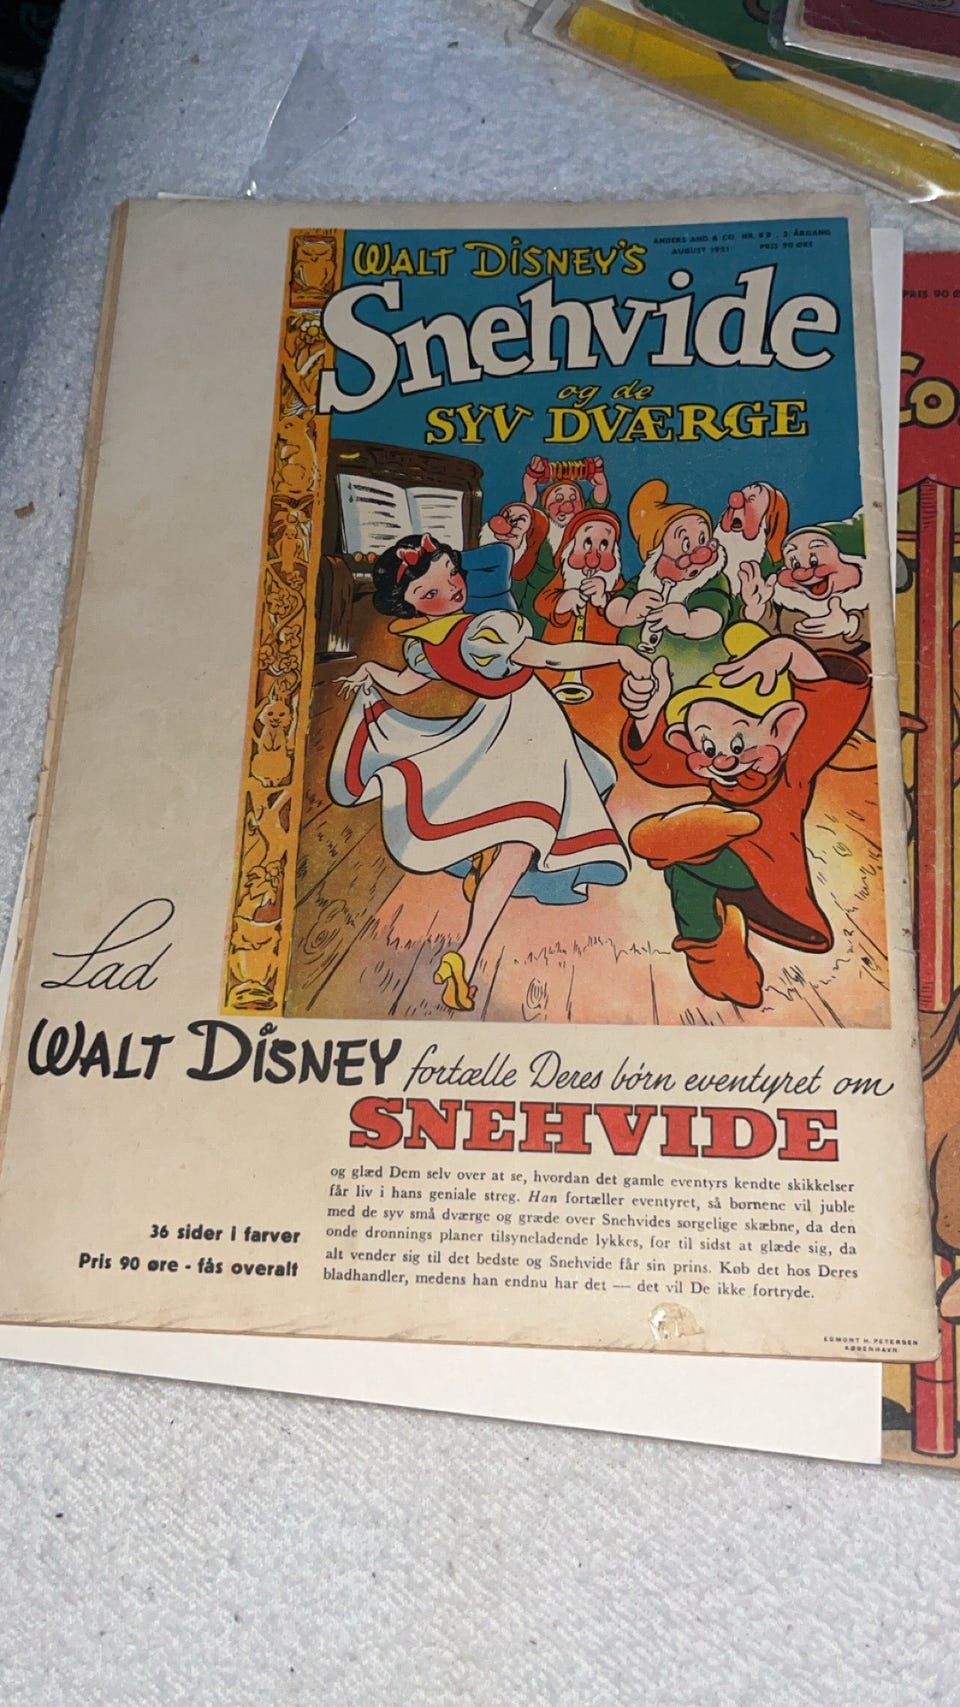 WALT DISNEY'S
ANDERS AND & CO. NR. 6B . 3. ÅRGANG
AUGUST 1951 PRIS 90 ØRE
Snehvide
og de
SYV DVÆRGE
PRIS 90 Ø
Co.
Lad
WALT DISNEY fortælle Deres børn eventyret om
SNEHVIDE
og glæd Dem selv over at se, hvordan det gamle eventyrs kendte skikkelser
får liv i hans geniale streg. Han fortæller eventyret, så børnene vil juble
med de syv små dværge og græde over Snehvides sørgelige skæbne, da den
onde dronnings planer tilsyneladende lykkes, for til sidst at glæde sig, da
alt vender sig til det bedste og Snehvide får sin prins. Køb det hos Deres
bladhandler, medens han endnu har det — det vil De ikke fortryde.
36 sider i farver
Pris 90 øre - fås overalt
EGMONT H. PETERSEN
KØBENHAVN